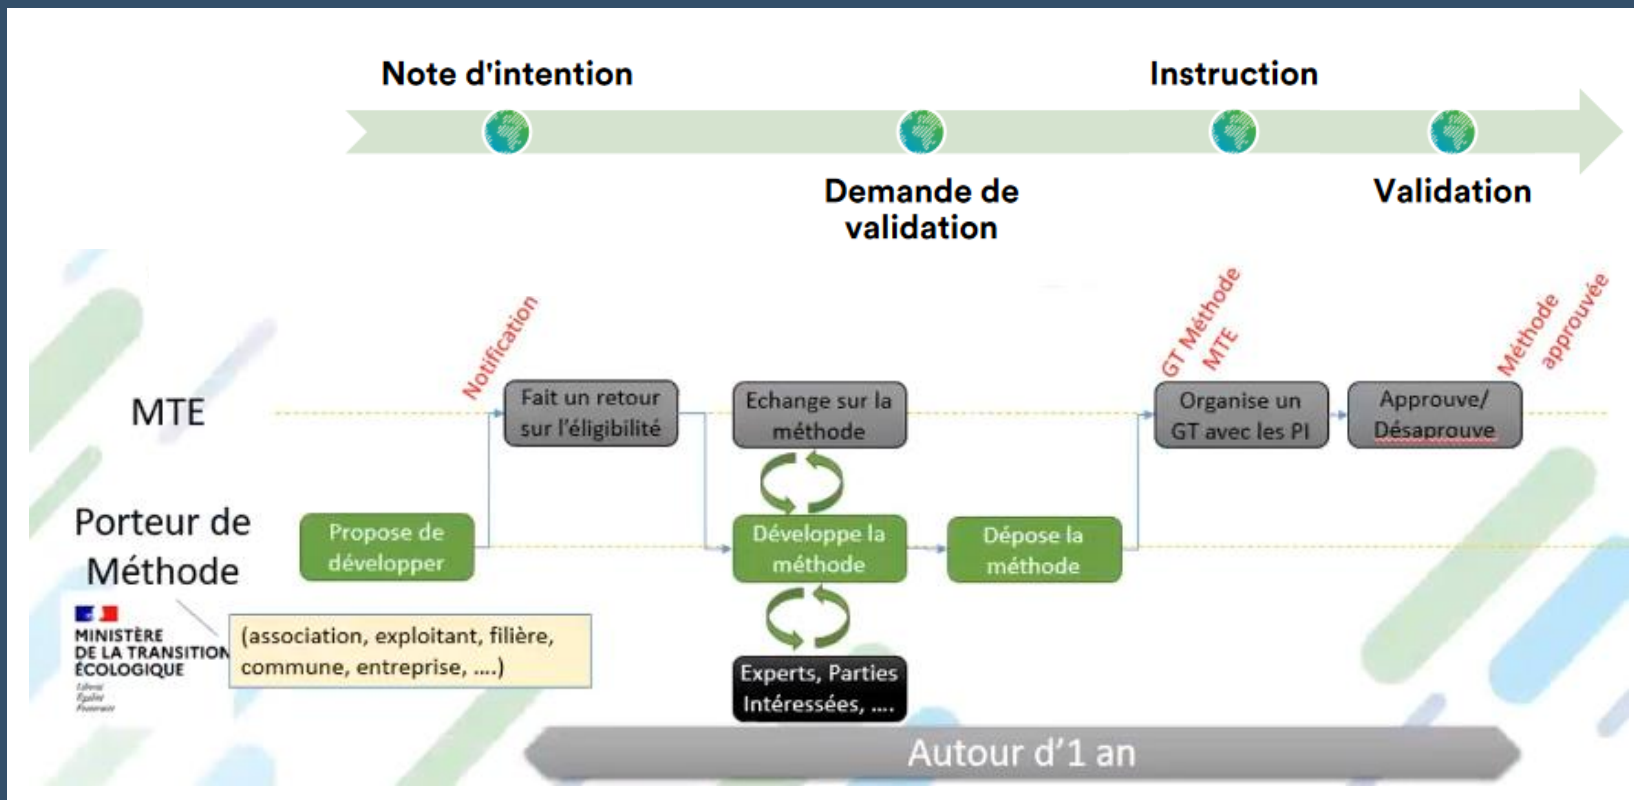 Note d'intention
Instruction
Demande de
validation
Validation
Notification
GT Méthode
MTE
Méthode
approuvée
MTE
Fait un retour
sur l'éligibilité
Echange sur la
méthode
Organise un
GT avec les PI
Approuve/
Désaprouve
Porteur de
Méthode
Propose de
développer
Développe la
méthode
Dépose la
méthode
MINISTÈRE
DE LA TRANSITION
ÉCOLOGIQUE
Liberté
Égalité
Fraternité
(association, exploitant, filière,
commune, entreprise, ....)
Experts, Parties
Intéressées, ....
Autour d'1 an